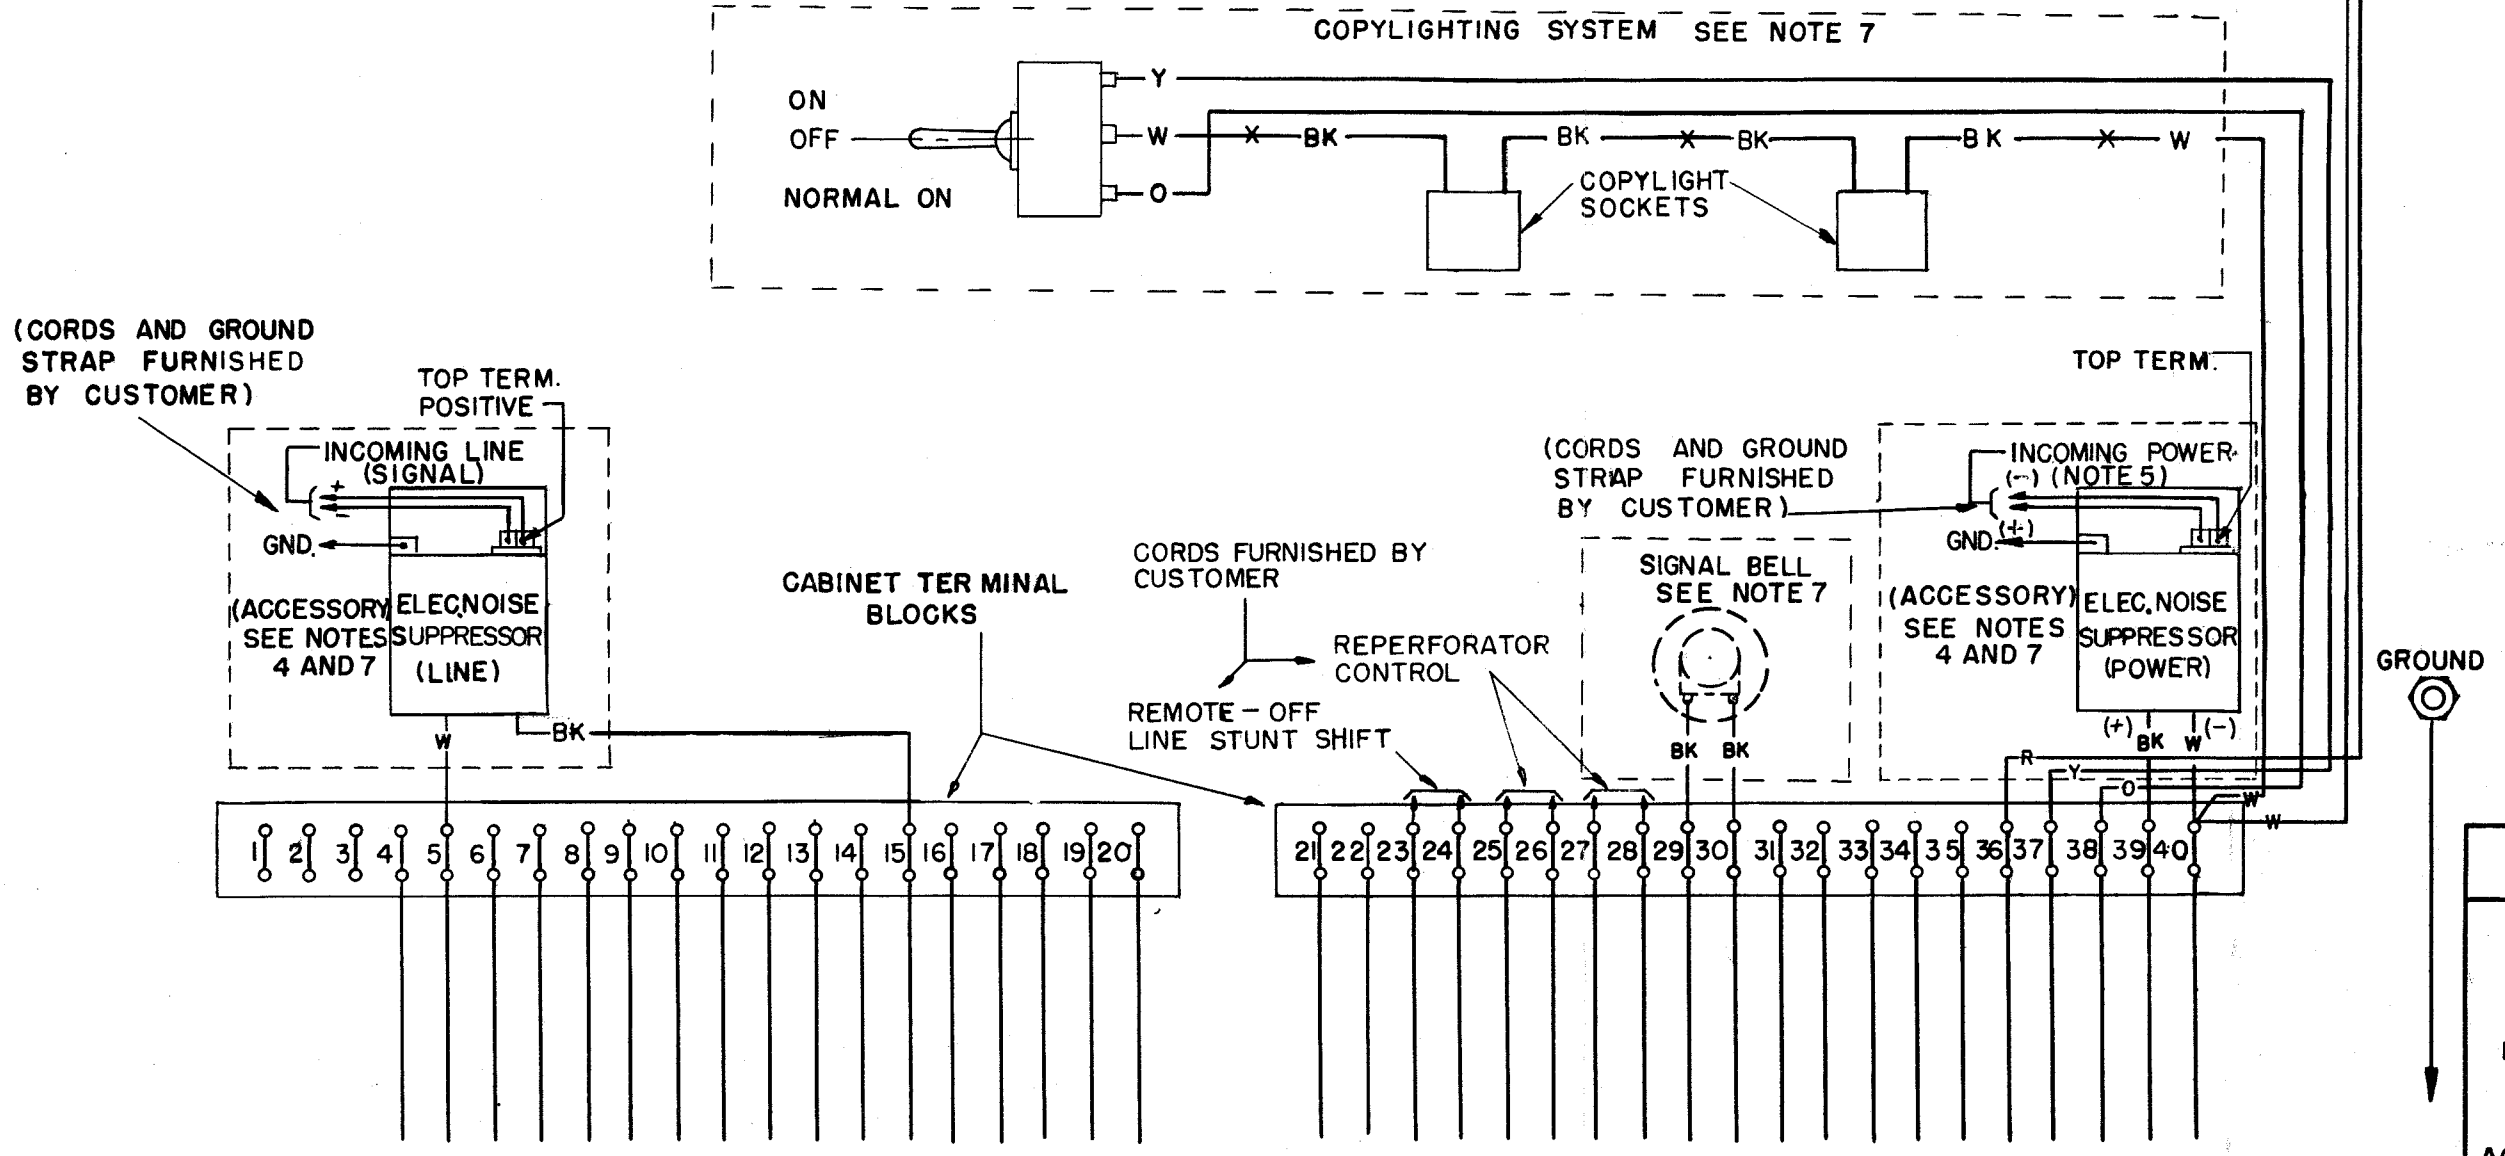 COPYLIGHTING SYSTEM SEE NOTE 7
ON
OFF
NORMAL ON
Y
W
O
BK
BK
BK
BK
W
COPYLIGHT
SOCKETS
(CORDS AND GROUND
STRAP FURNISHED
BY CUSTOMER)
TOP TERM.
POSITIVE
INCOMING LINE
(SIGNAL)
+
-
GND.
(ACCESSORY)
SEE NOTES
4 AND 7
ELEC. NOISE
SUPPRESSOR
(LINE)
W
BK
CABINET TERMINAL
BLOCKS
CORDS FURNISHED BY
CUSTOMER
REPERFORATOR
CONTROL
REMOTE - OFF
LINE STUNT SHIFT
(CORDS AND GROUND
STRAP FURNISHED
BY CUSTOMER)
SIGNAL BELL
SEE NOTE 7
BK BK
TOP TERM.
INCOMING POWER
(-) (NOTE 5)
(+)
GND.
(ACCESSORY)
SEE NOTES
4 AND 7
ELEC. NOISE
SUPPRESSOR
(POWER)
(+) BK W (-)
R
Y
O
W
W
GROUND
1 2 3 4 5 6 7 8 9 10 11 12 13 14 15 16 17 18 19 20
21 22 23 24 25 26 27 28 29 30 31 32 33 34 35 36 37 38 39 40